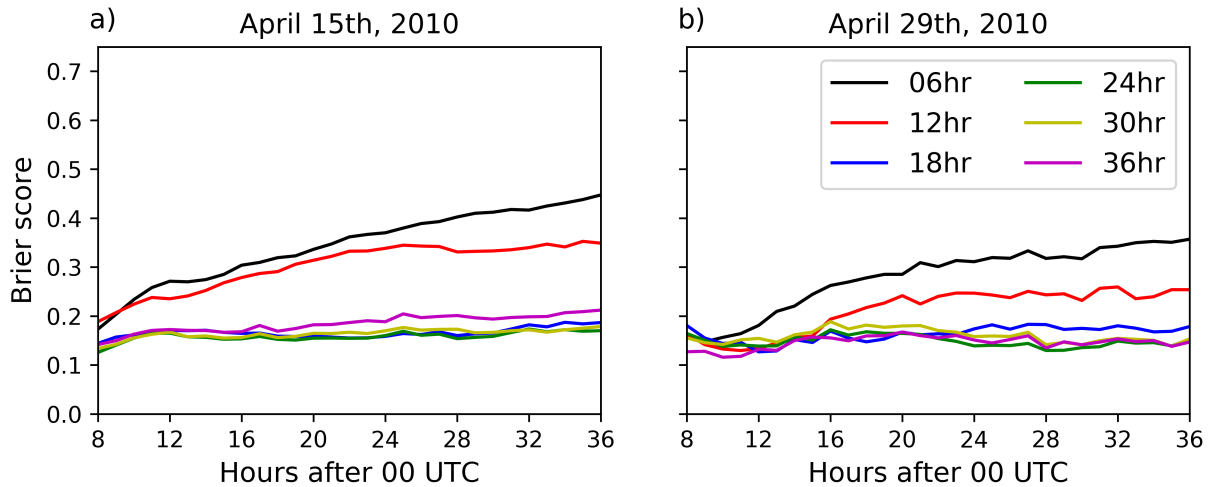 a) April 15th, 2010
b) April 29th, 2010
Brier score
0.7
0.6
0.5
0.4
0.3
0.2
0.1
0.0
8 12 16 20 24 28 32 36
Hours after 00 UTC
06hr 24hr
12hr 30hr
18hr 36hr
8 12 16 20 24 28 32 36
Hours after 00 UTC